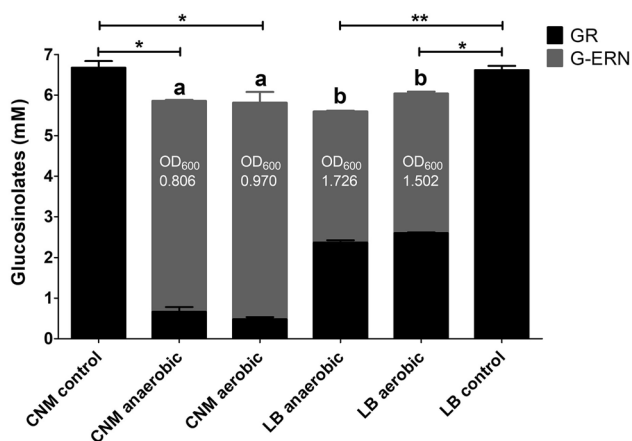 * **
* *
GR
G-ERN
Glucosinolates (mM)
7
6
5
4
3
2
1
0
a a b b
OD600 OD600 OD600 OD600
0.806 0.970 1.726 1.502
CNM control
CNM anaerobic
CNM aerobic
LB anaerobic
LB aerobic
LB control